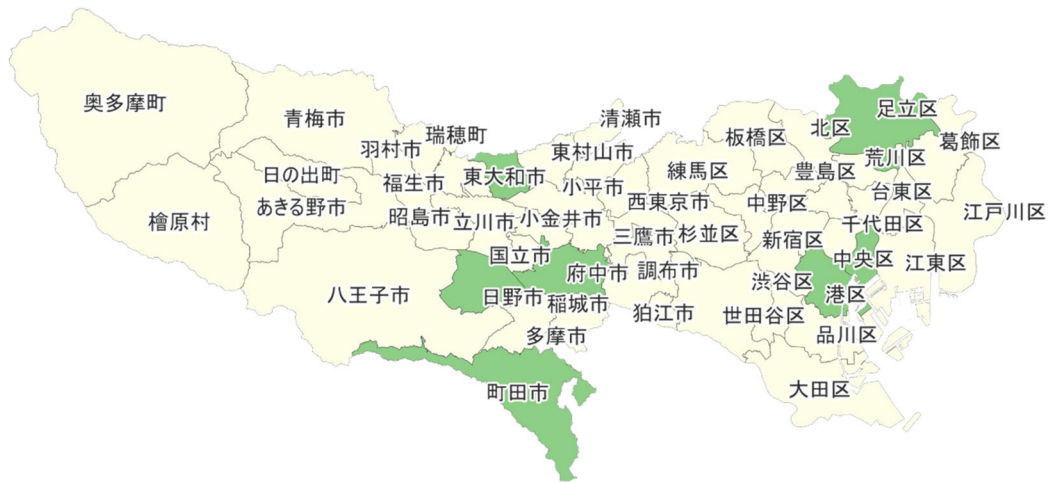 奥多摩町
青梅市
瑞穂町
清瀬市
足立区
北区
板橋区
葛飾区
羽村市
東村山市
荒川区
日の出町
福生市
東大和市
小平市
練馬区
豊島区
台東区
あきる野市
西東京市
中野区
江戸川区
檜原村
昭島市
立川市
小金井市
三鷹市
杉並区
新宿区
千代田区
国立市
中央区
江東区
府中市
調布市
渋谷区
八王子市
日野市
稲城市
港区
狛江市
世田谷区
多摩市
品川区
町田市
大田区